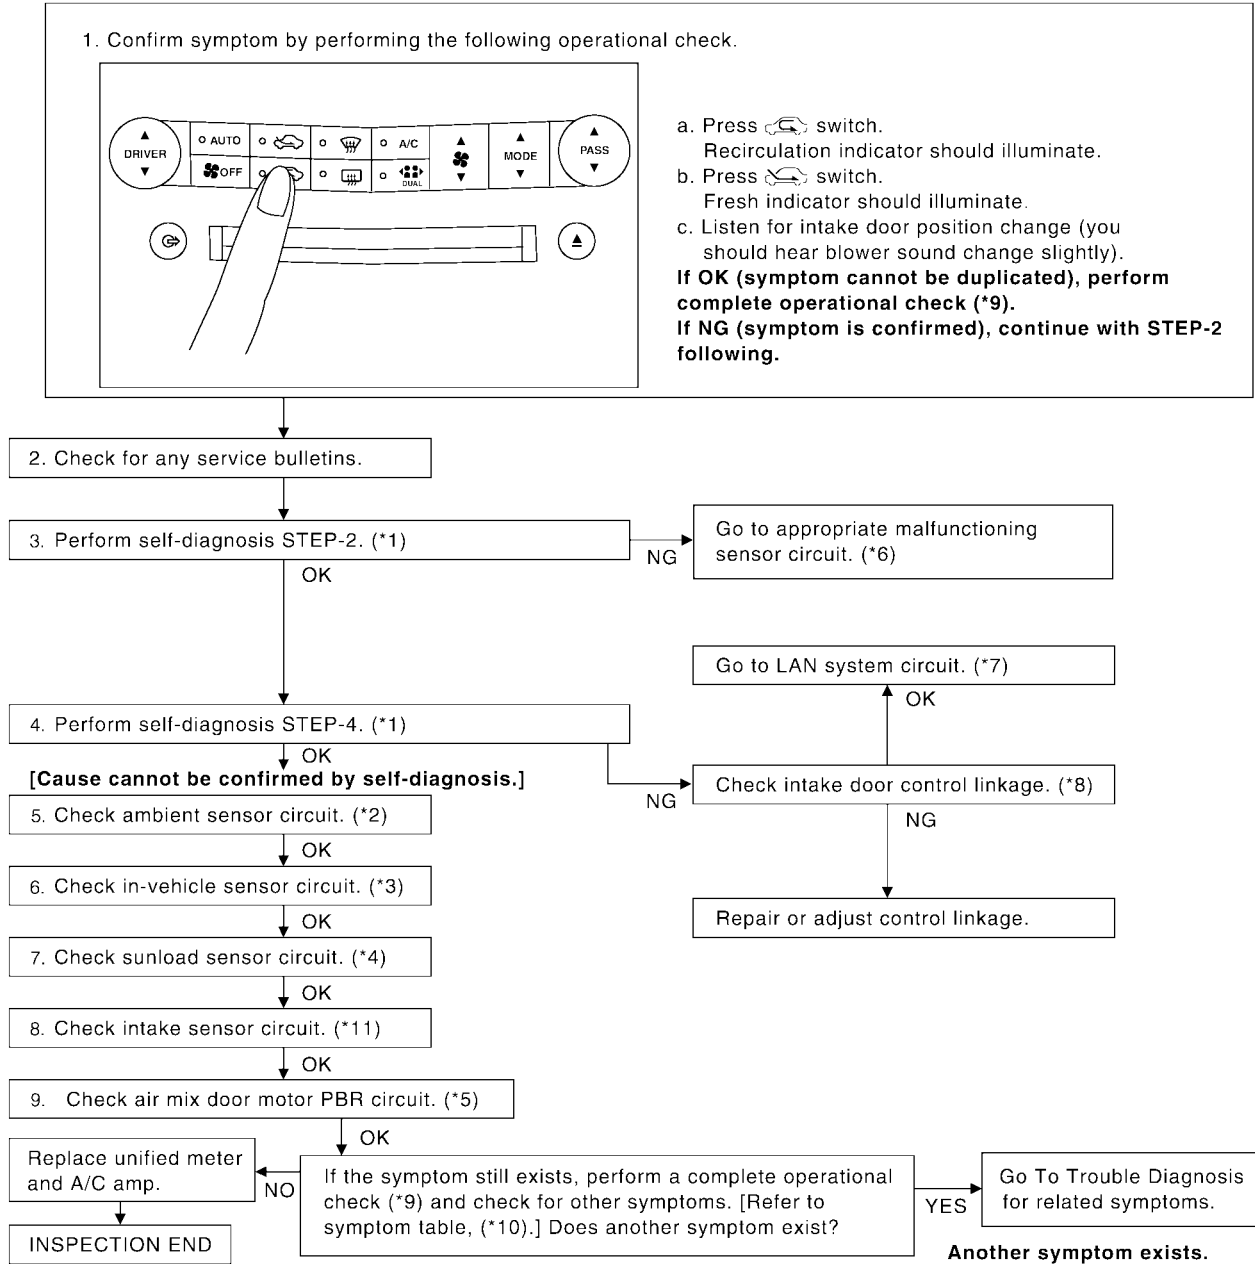 1. Confirm symptom by performing the following operational check.
DRIVER
AUTO
OFF
A/C
DUAL
MODE
PASS
a. Press switch.
Recirculation indicator should illuminate.
b. Press switch.
Fresh indicator should illuminate.
c. Listen for intake door position change (you
should hear blower sound change slightly).
If OK (symptom cannot be duplicated), perform
complete operational check (*9).
If NG (symptom is confirmed), continue with STEP-2
following.
2. Check for any service bulletins.
3. Perform self-diagnosis STEP-2. (*1)
NG
Go to appropriate malfunctioning
sensor circuit. (*6)
OK
Go to LAN system circuit. (*7)
OK
4. Perform self-diagnosis STEP-4. (*1)
OK
[Cause cannot be confirmed by self-diagnosis.]
NG
Check intake door control linkage. (*8)
NG
Repair or adjust control linkage.
5. Check ambient sensor circuit. (*2)
OK
6. Check in-vehicle sensor circuit. (*3)
OK
7. Check sunload sensor circuit. (*4)
OK
8. Check intake sensor circuit. (*11)
OK
9. Check air mix door motor PBR circuit. (*5)
OK
If the symptom still exists, perform a complete operational
check (*9) and check for other symptoms. [Refer to
symptom table, (*10).] Does another symptom exist?
NO
Replace unified meter
and A/C amp.
INSPECTION END
YES
Go To Trouble Diagnosis
for related symptoms.
Another symptom exists.